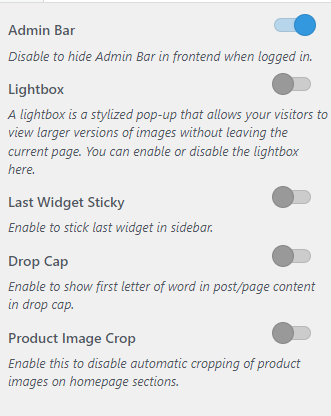 Admin Bar
Disable to hide Admin Bar in frontend when logged in.
Lightbox
A lightbox is a stylized pop-up that allows your visitors to
view larger versions of images without leaving the
current page. You can enable or disable the lightbox
here.
Last Widget Sticky
Enable to stick last widget in sidebar.
Drop Cap
Enable to show first letter of word in post/page content
in drop cap.
Product Image Crop
Enable this to disable automatic cropping of product
images on homepage sections.